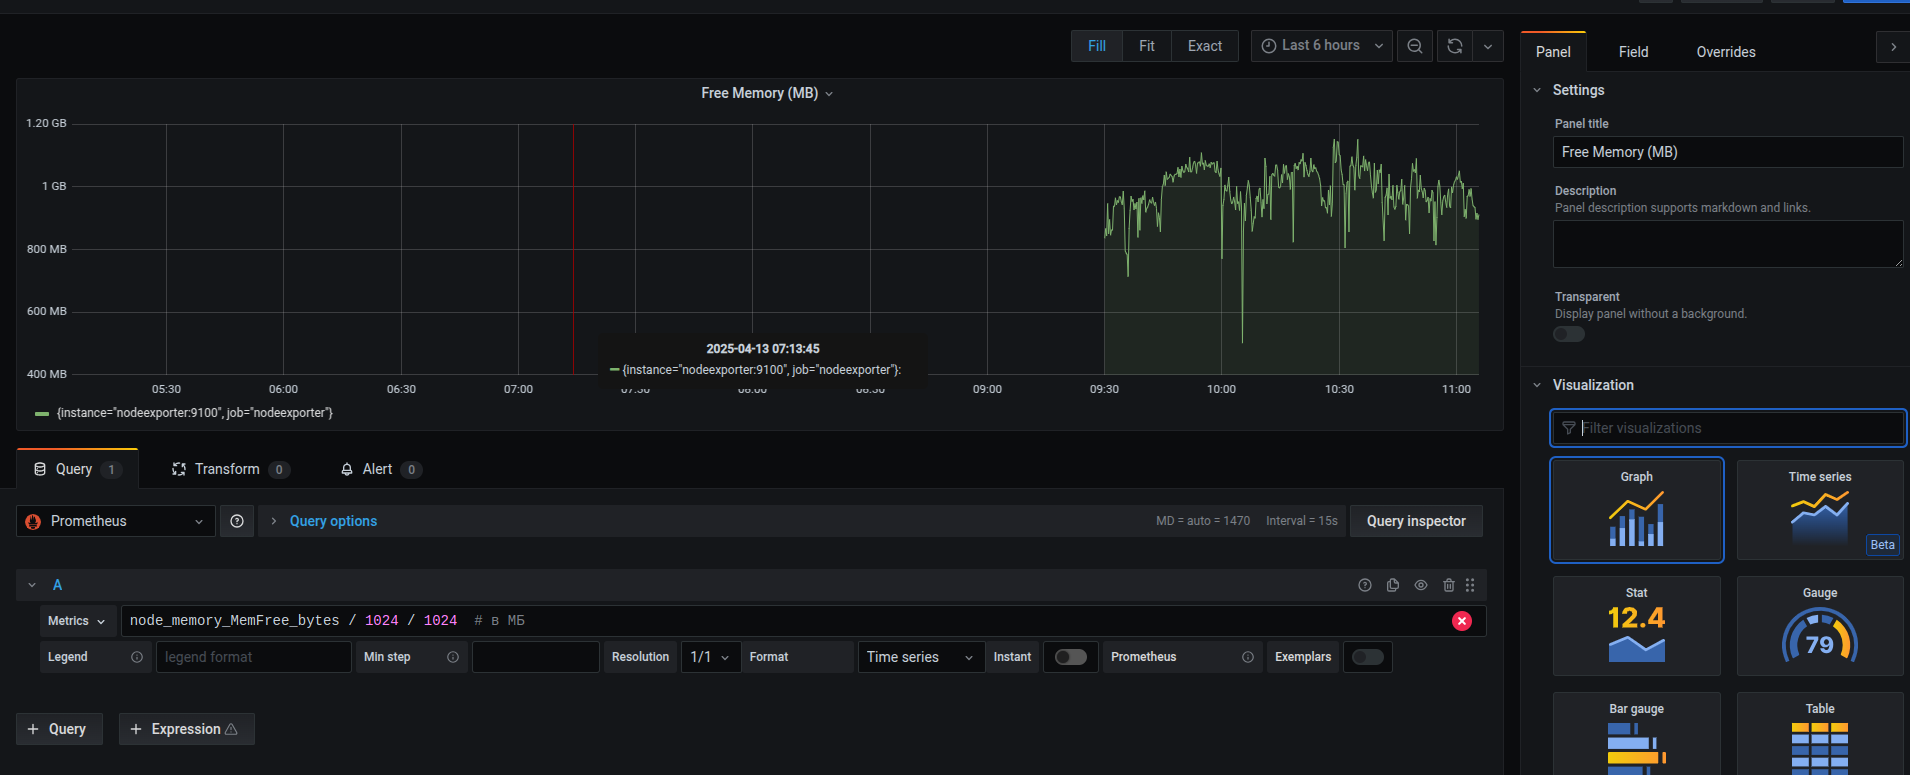 Fill Fit Exact Last 6 hours
Panel Field Overrides
Free Memory (MB)
1.20 GB
1 GB
800 MB
600 MB
400 MB
2025-04-13 07:13:45
{instance="nodeexporter:9100", job="nodeexporter"}:
05:30 06:00 06:30 07:00 07:30 08:00 08:30 09:00 09:30 10:00 10:30 11:00
{instance="nodeexporter:9100", job="nodeexporter"}
Settings
Panel title
Free Memory (MB)
Description
Panel description supports markdown and links.
Transparent
Display panel without a background.
Visualization
Filter visualizations
Graph Time series
Beta
Stat Gauge
12.4
79
Bar gauge Table
Query 1 Transform 0 Alert 0
Prometheus Query options MD = auto = 1470 Interval = 15s Query inspector
A
Metrics node_memory_MemFree_bytes / 1024 / 1024 # в МБ
Legend legend format Min step Resolution 1/1 Format Time series Instant Prometheus Exemplars
+ Query + Expression